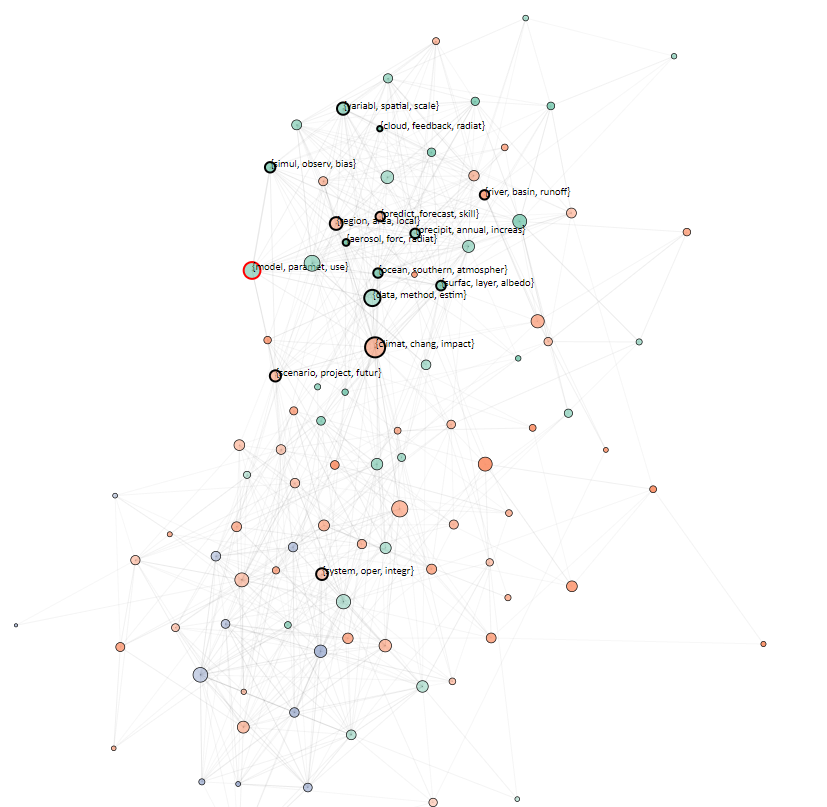 {variabl, spatial, scale}
{cloud, feedback, radiat}
{simul, observ, bias}
{river, basin, runoff}
{predict, forecast, skill}
{region, area, local}
{precipit, annual, increas}
{aerosol, forc, radiat}
{model, paramet, use}
{ocean, southern, atmospher}
{surfac, layer, albedo}
{data, method, estim}
{climat, chang, impact}
{scenario, project, futur}
{system, oper, integr}